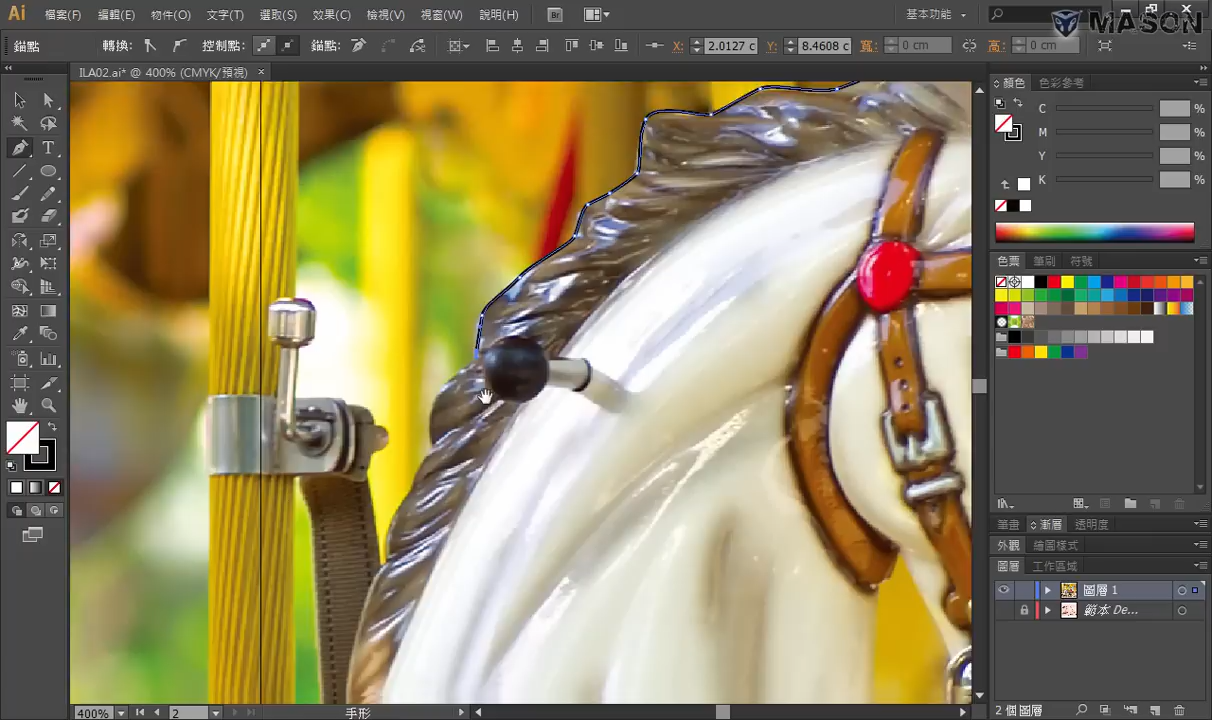 Ai 檔案(F) 編輯(E) 物件(O) 文字(T) 選取(S) 效果(C) 檢視(V) 視窗(W) 說明(H) Br 基本功能
MASON
錨點 轉換: 控制點: 錨點: X: 2.0127 c Y: 8.4608 c 寬: 0 cm 高: 0 cm
ILA02.ai* @ 400% (CMYK/預視) ×
顏色 色彩參考
C %
M %
Y %
K %
色票 筆刷 符號
筆畫 漸層 透明度
外觀 繪圖樣式
圖層 工作區域
圖層 1
範本 De...
400% 2 手形
2 個圖層